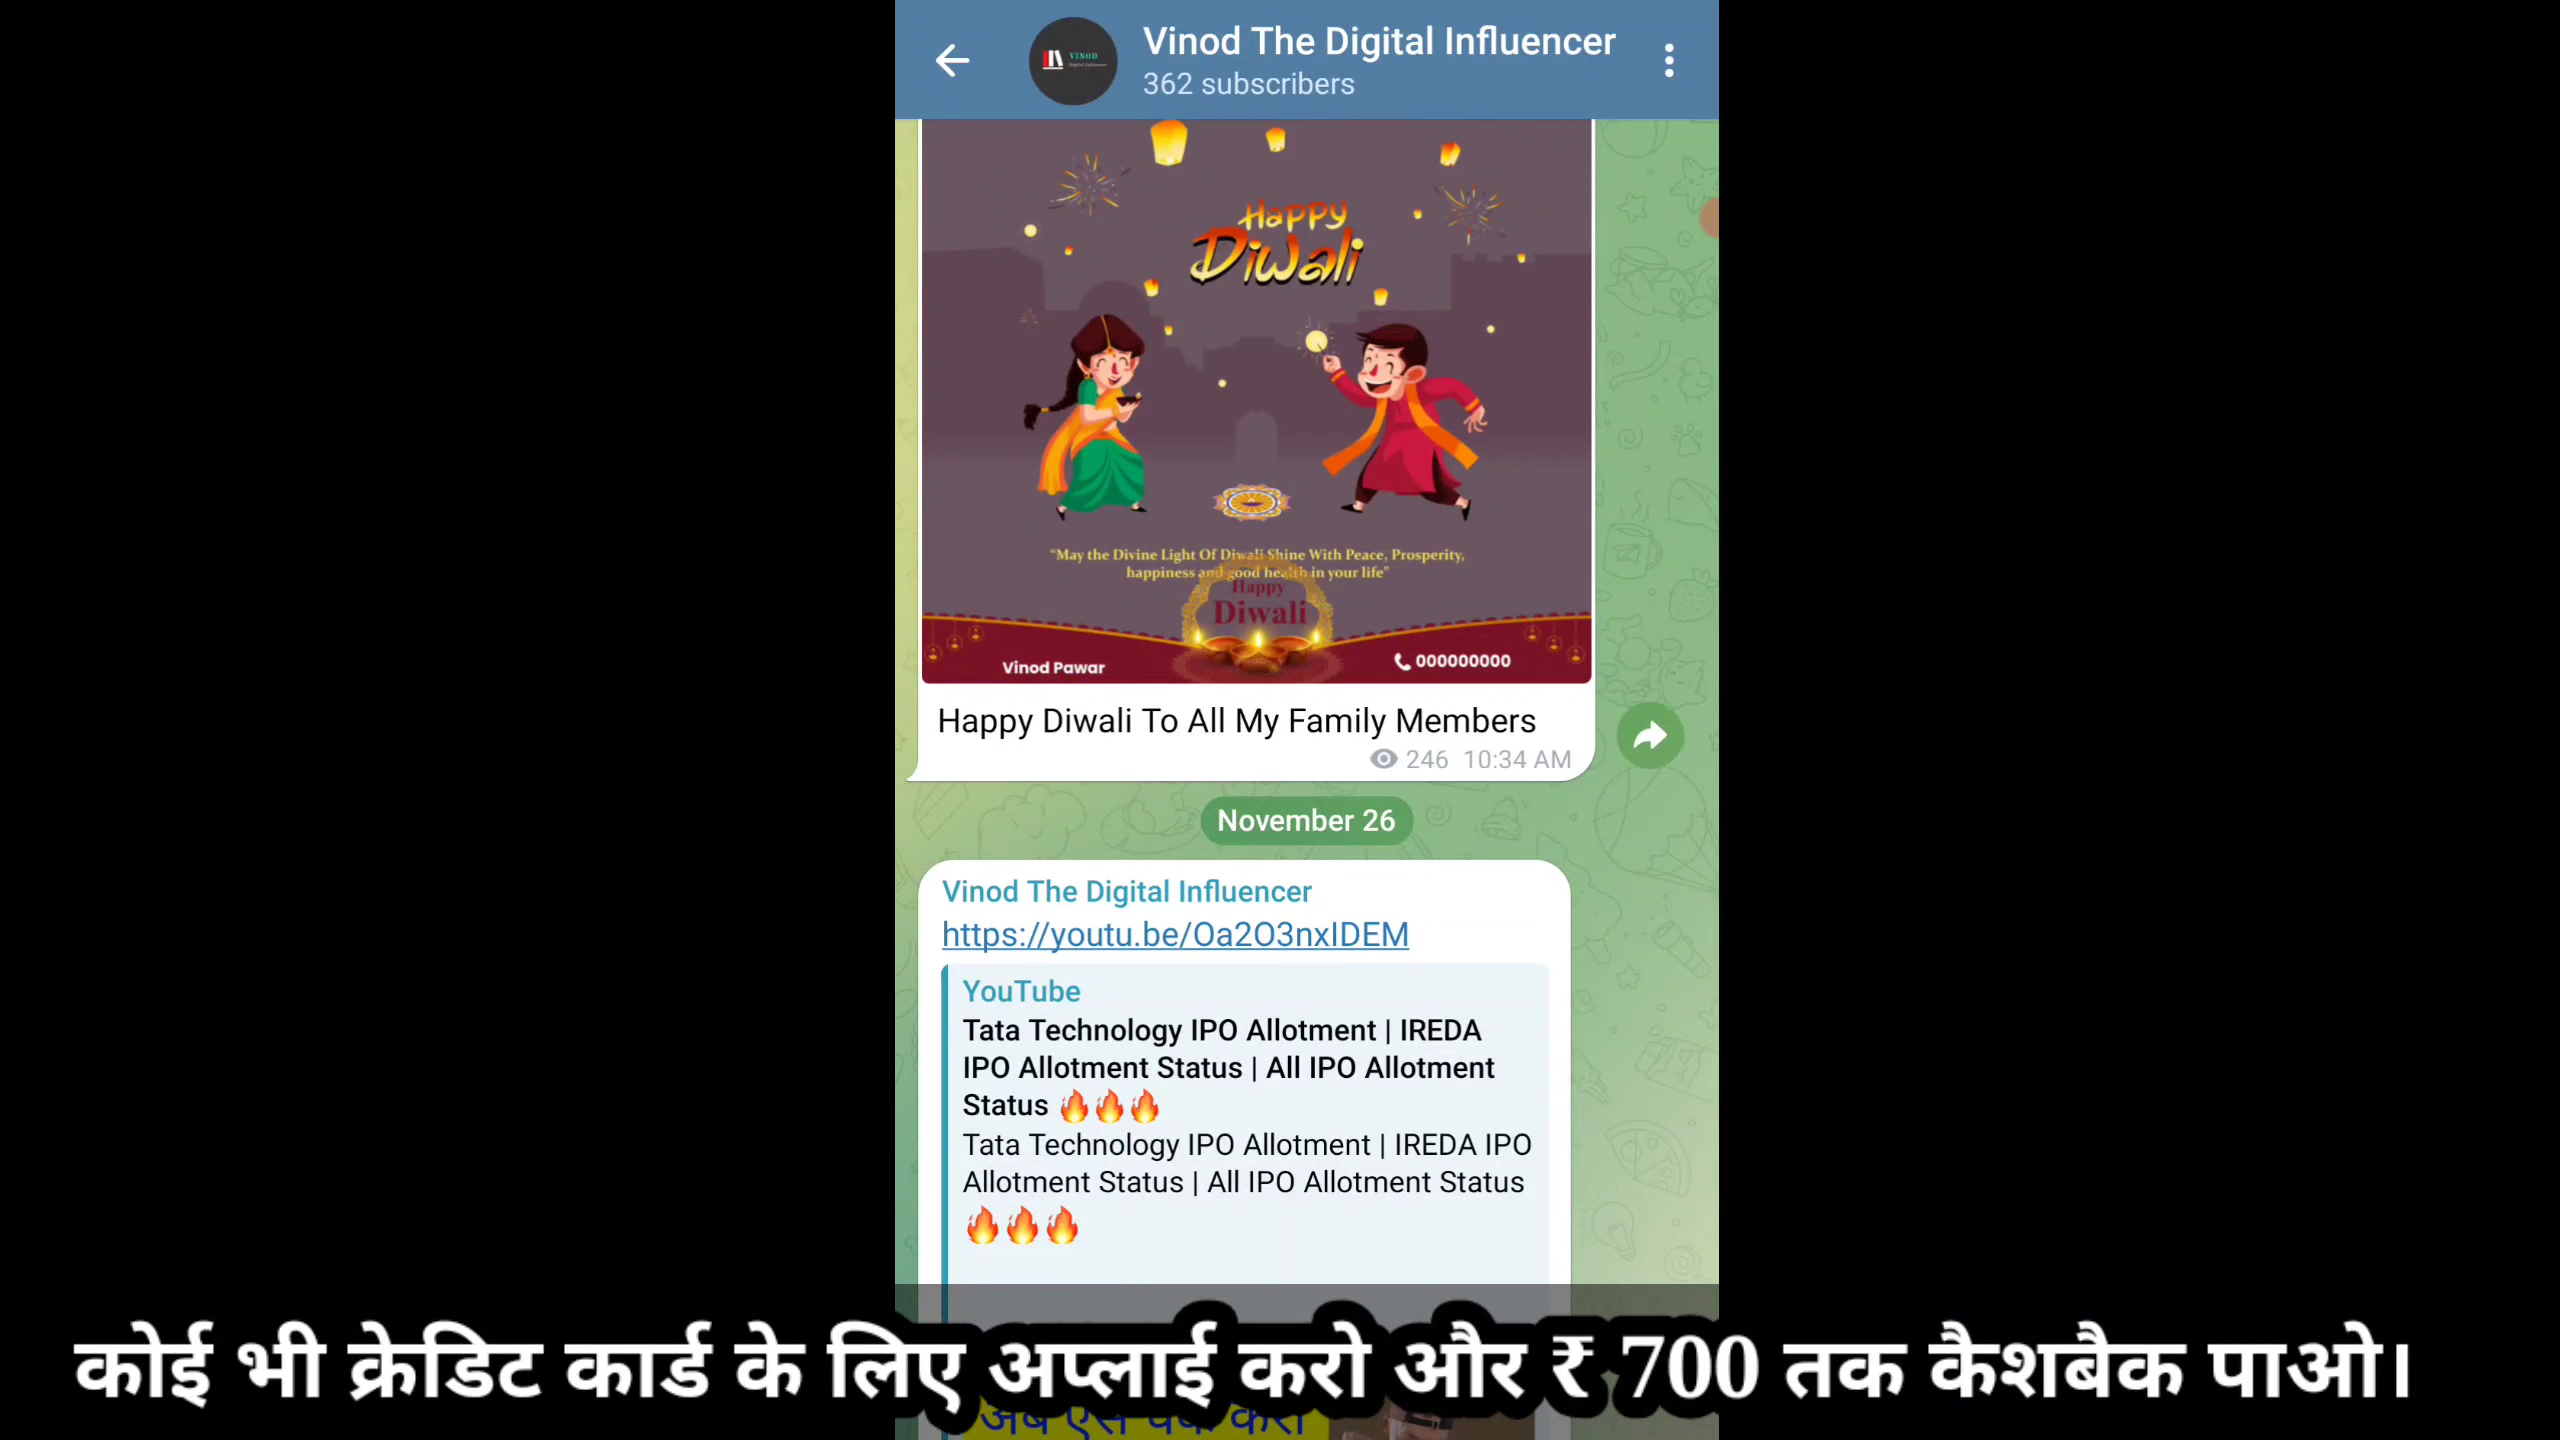 Vinod The Digital Influencer
362 subscribers
VINOD
Digital Influencer
Happy
Diwali
"May the Divine Light Of Diwali Shine With Peace, Prosperity,
happiness and good health in your life"
Happy
Diwali
Vinod Pawar
000000000
Happy Diwali To All My Family Members
246 10:34 AM
November 26
Vinod The Digital Influencer
https://youtu.be/Oa2O3nxIDEM
YouTube
Tata Technology IPO Allotment | IREDA
IPO Allotment Status | All IPO Allotment
Status 🔥🔥🔥
Tata Technology IPO Allotment | IREDA IPO
Allotment Status | All IPO Allotment Status
🔥🔥🔥
कोई भी क्रेडिट कार्ड के लिए अप्लाई करो और ₹ 700 तक कैशबैक पाओ।